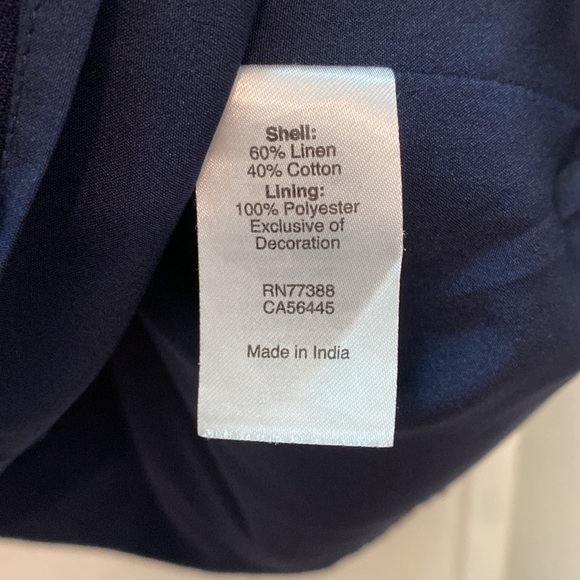 Shell:
60% Linen
40% Cotton
Lining:
100% Polyester
Exclusive of
Decoration
RN77388
CA56445
Made in India